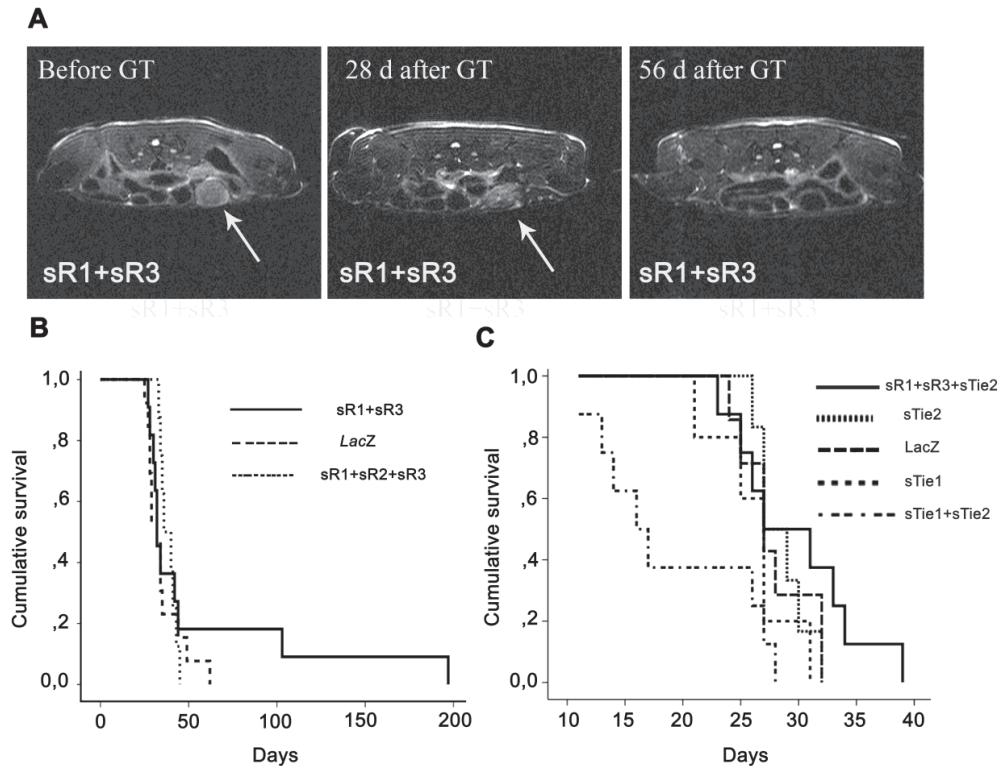 A
Before GT
28 d after GT
56 d after GT
sR1+sR3
sR1+sR3
sR1+sR3
sR1+sR3
sR1+sR3
sR1+sR3
B
1,0
,8
,6
,4
,2
0,0
Cumulative survival
0
50
100
150
200
Days
sR1+sR3
LacZ
sR1+sR2+sR3
C
1,0
,8
,6
,4
,2
0,0
Cumulative survival
10
15
20
25
30
35
40
Days
sR1+sR3+sTie2
sTie2
LacZ
sTie1
sTie1+sTie2